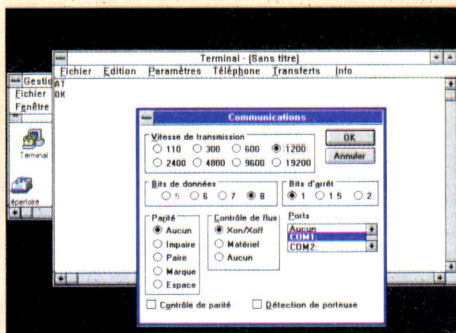 Terminal - (Sans titre)
Fichier Edition Paramètres Téléphone Transferts Info
AT
OK
Gestio
Fichier
Fenêtre
Terminal
épertoire
Communications
Vitesse de transmission
110 300 600 1200
2400 4800 9600 19200
OK
Annuler
Bits de données
5 6 7 8
Bits d'arrêt
1 1.5 2
Parité
Aucun
Impaire
Paire
Marque
Espace
Contrôle de flux
Xon/Xoff
Matériel
Aucun
Ports
Aucun
COM1:
COM2:
Contrôle de parité Détection de porteuse